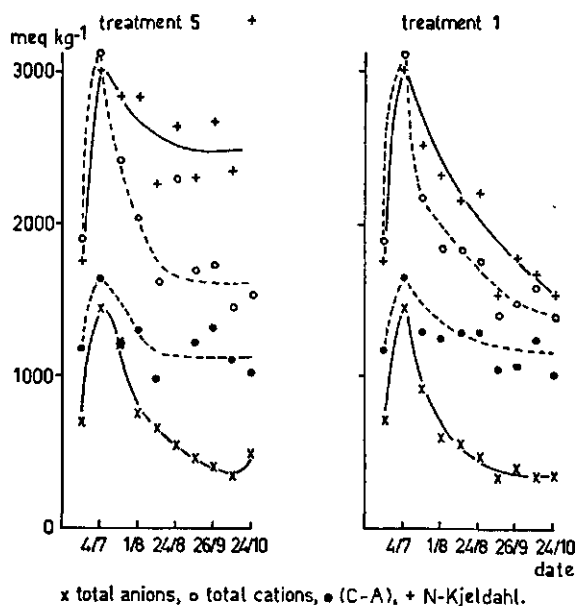 treatment 5
treatment 1
meq kg-1
3000
2000
1000
0
4/7 1/8 24/8 26/9 24/10
4/7 1/8 24/8 26/9 24/10
date
x total anions, o total cations, • (C-A), + N-Kjeldahl.